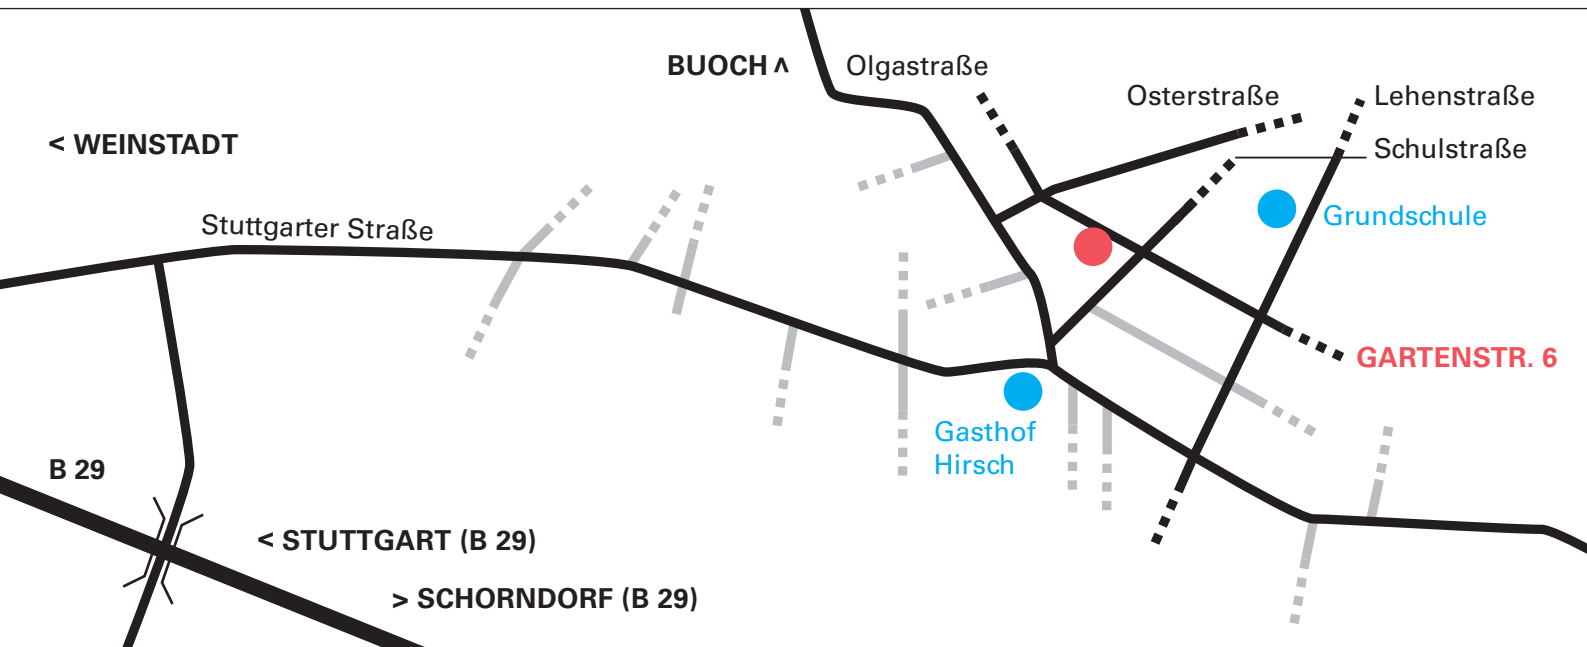 BUOCH ᐱ
Olgastraße
Osterstraße
Lehenstraße
< WEINSTADT
Schulstraße
Stuttgarter Straße
Grundschule
GARTENSTR. 6
Gasthof
Hirsch
B 29
< STUTTGART (B 29)
> SCHORNDORF (B 29)